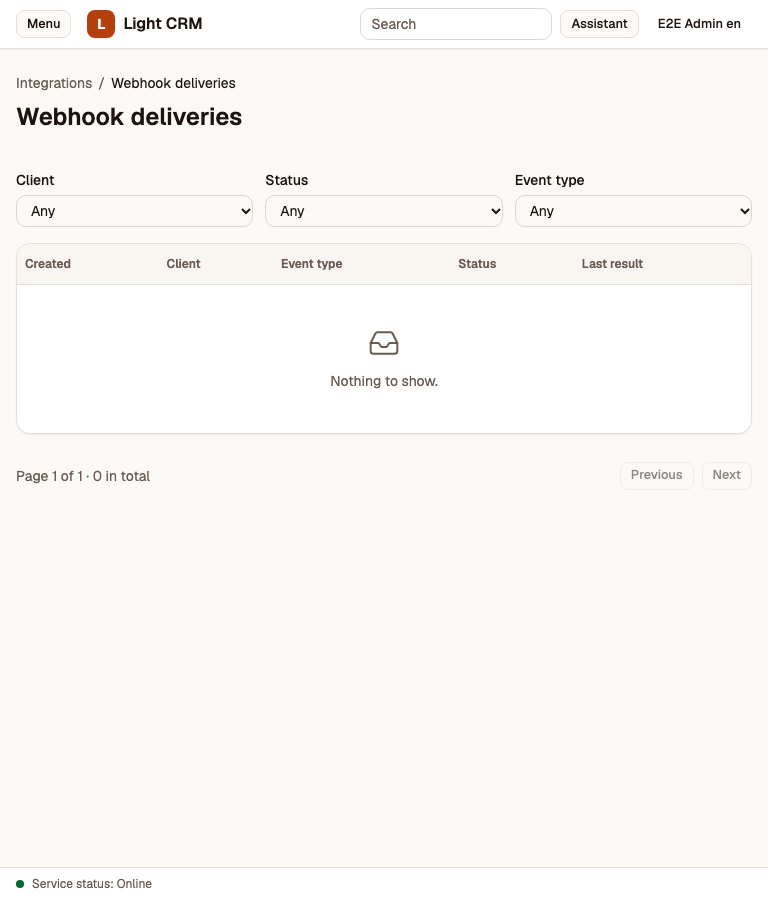 Menu L Light CRM Search Assistant E2E Admin en
Integrations / Webhook deliveries
Webhook deliveries
Client Status Event type
Any Any Any
Created Client Event type Status Last result
Nothing to show.
Page 1 of 1 · 0 in total Previous Next
Service status: Online